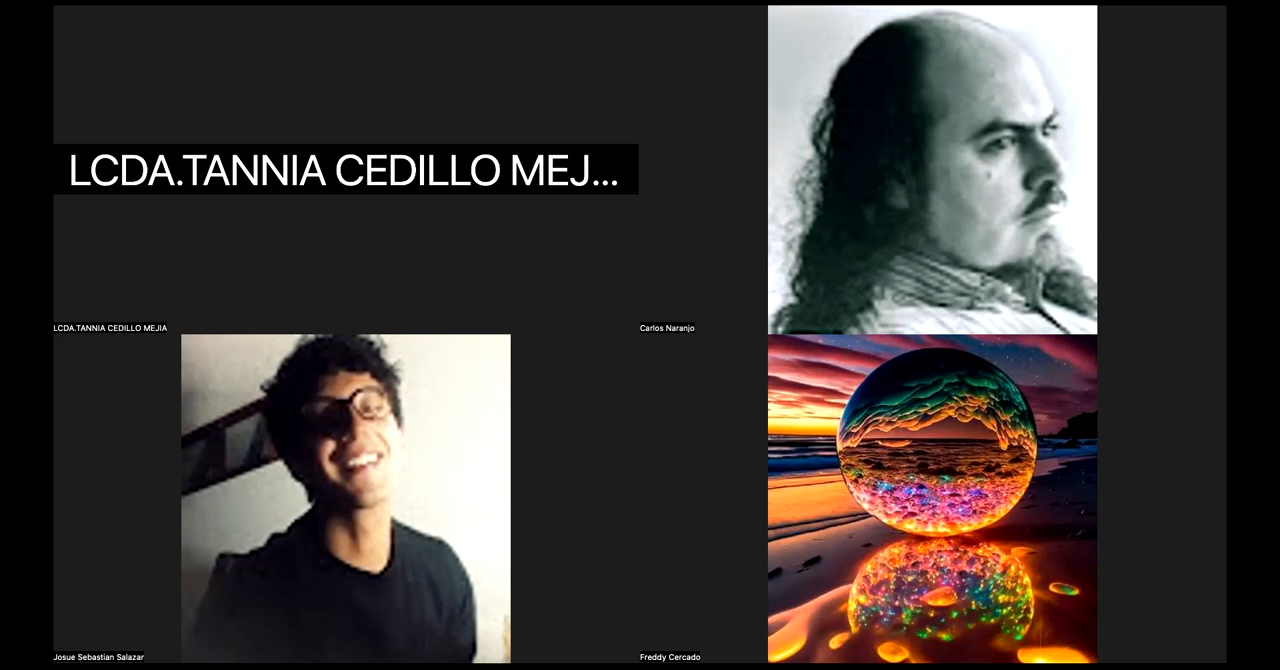 LCDA.TANNIA CEDILLO MEJ...
LCDA.TANNIA CEDILLO MEJIA
Carlos Naranjo
Josue Sebastian Salazar
Freddy Cercado